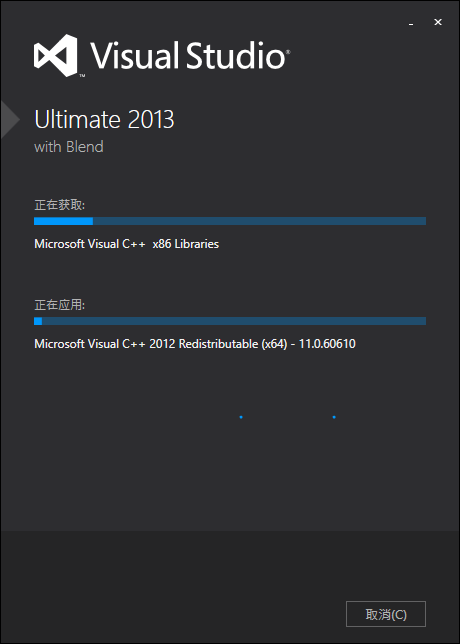 Visual Studio®
™
Ultimate 2013
with Blend
正在获取:
Microsoft Visual C++  x86 Libraries
正在应用:
Microsoft Visual C++ 2012 Redistributable (x64) - 11.0.60610
取消(C)